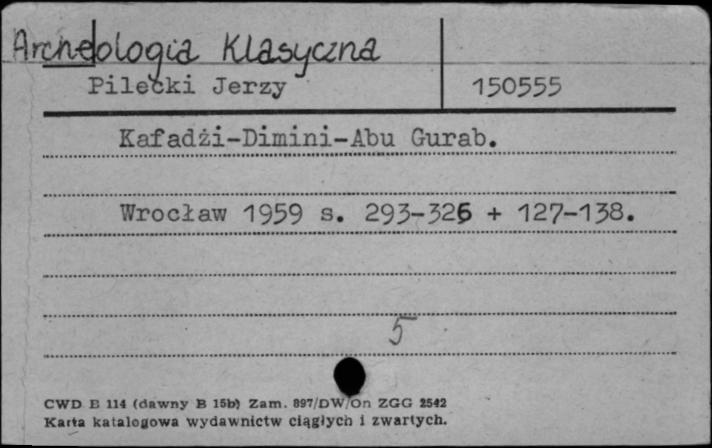 Archeologia Klasyczna
Pilecki Jerzy 150555
Kafadżi-Dimini-Abu Gurab.
Wrocław 1959 s. 293-326 + 127-138.
5
CWD B 114 (dawny B 15b) Zam. 897/DW/On ZGG 2542
Karta katalogowa wydawnictw ciągłych i zwartych.